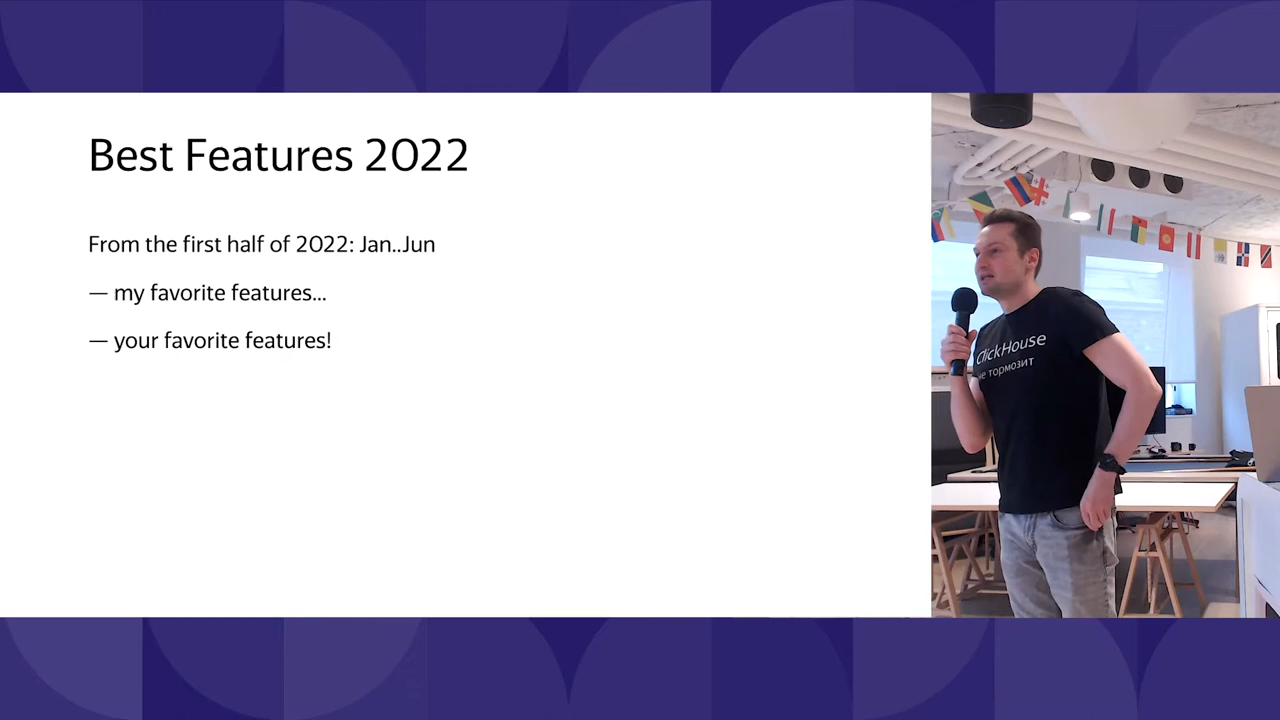 Best Features 2022
From the first half of 2022: Jan..Jun
— my favorite features...
— your favorite features!
ClickHouse
не тормозит